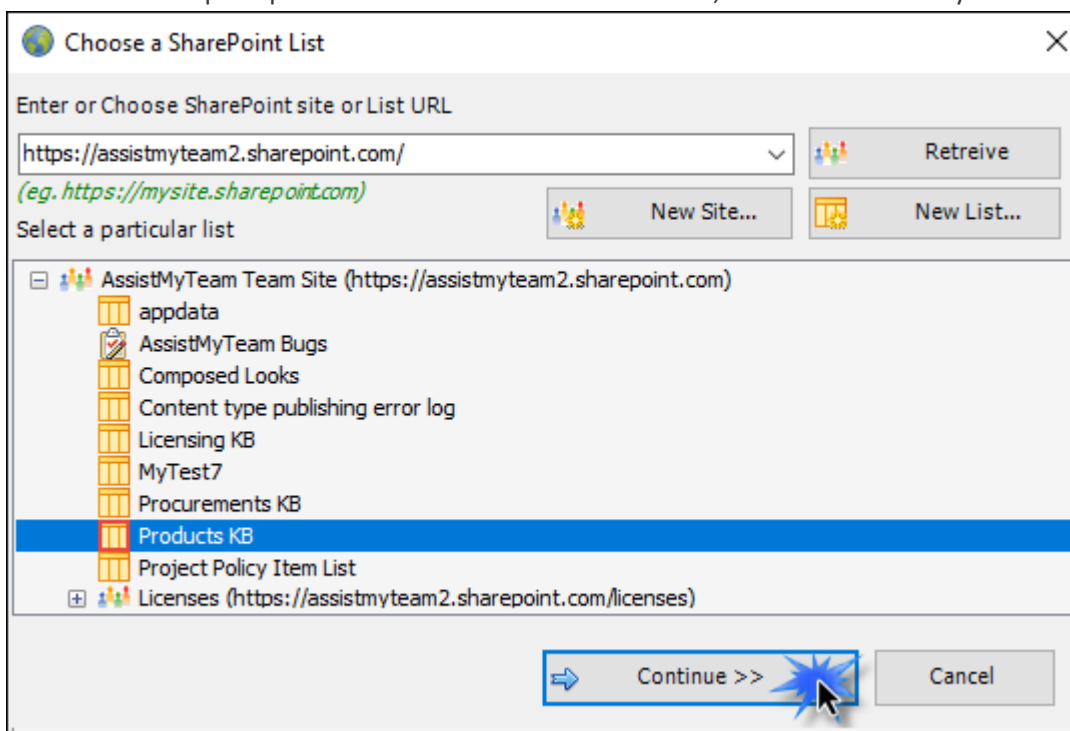 Choose a SharePoint List
Enter or Choose SharePoint site or List URL
https://assistmyteam2.sharepoint.com/
Retreive
(eg. https://mysite.sharepoint.com)
New Site...
New List...
Select a particular list
AssistMyTeam Team Site (https://assistmyteam2.sharepoint.com)
appdata
AssistMyTeam Bugs
Composed Looks
Content type publishing error log
Licensing KB
MyTest7
Procurements KB
Products KB
Project Policy Item List
Licenses (https://assistmyteam2.sharepoint.com/licenses)
Continue >>
Cancel